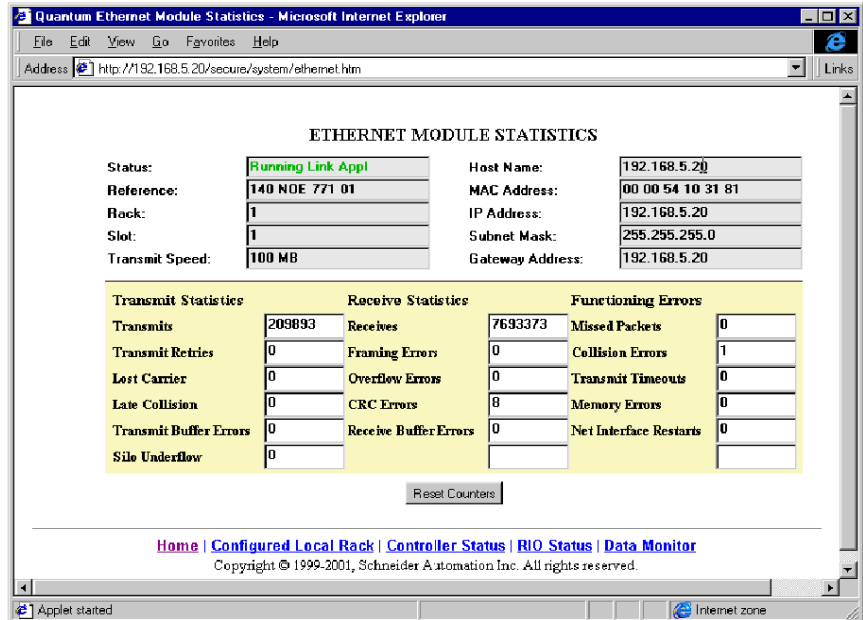 Quantum Ethernet Module Statistics - Microsoft Internet Explorer
File Edit View Go Favorites Help
Address http://192.168.5.20/secure/system/ethernet.htm Links
ETHERNET MODULE STATISTICS
Status: Running Link Appl Host Name: 192.168.5.20
Reference: 140 NOE 771 01 MAC Address: 00 00 54 10 31 81
Rack: 1 IP Address: 192.168.5.20
Slot: 1 Subnet Mask: 255.255.255.0
Transmit Speed: 100 MB Gateway Address: 192.168.5.20
Transmit Statistics Receive Statistics Functioning Errors
Transmits 209893 Receives 7693373 Missed Packets 0
Transmit Retries 0 Framing Errors 0 Collision Errors 1
Lost Carrier 0 Overflow Errors 0 Transmit Timeouts 0
Late Collision 0 CRC Errors 8 Memory Errors 0
Transmit Buffer Errors 0 Receive Buffer Errors 0 Net Interface Restarts 0
Silo Underflow 0
Reset Counters
Home | Configured Local Rack | Controller Status | RIO Status | Data Monitor
Copyright © 1999-2001, Schneider Automation Inc. All rights reserved.
Applet started Internet zone